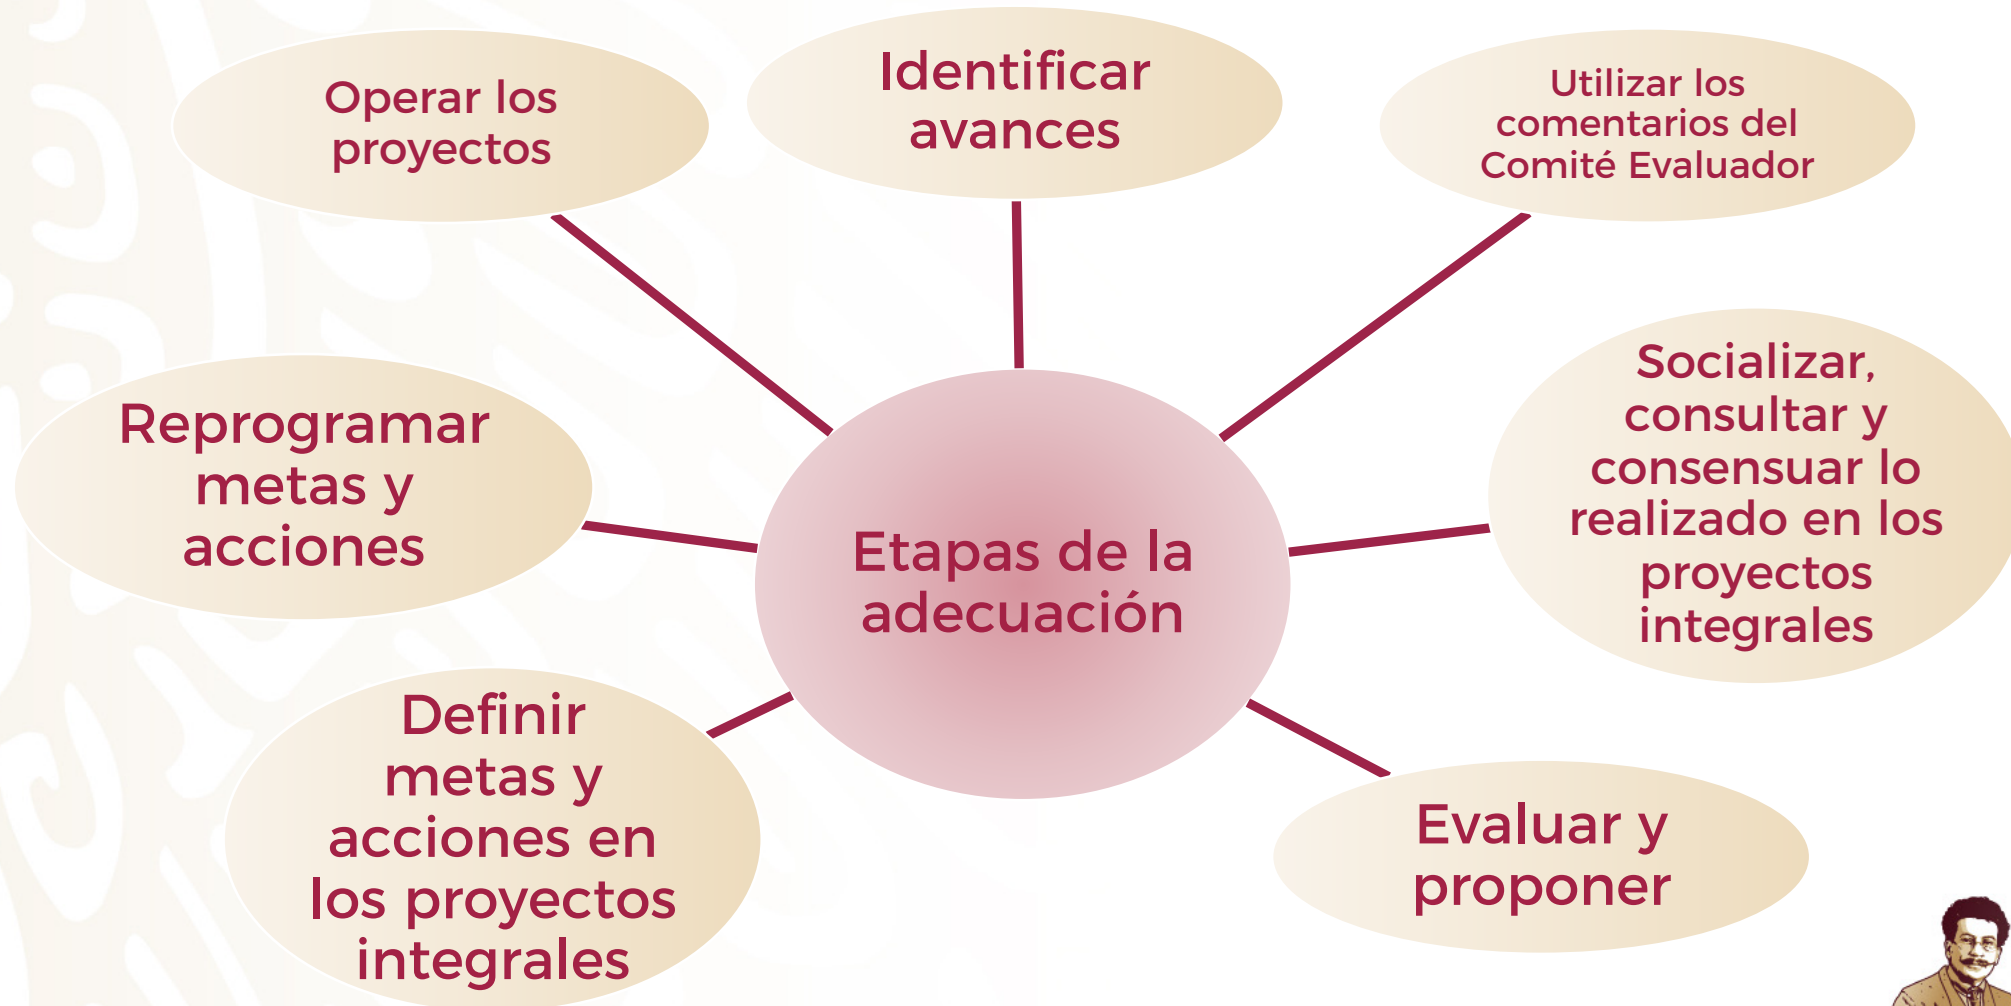 Operar los
proyectos
Identificar
avances
Utilizar los
comentarios del
Comité Evaluador
Reprogramar
metas y
acciones
Socializar,
consultar y
consensuar lo
realizado en los
proyectos
integrales
Etapas de la
adecuación
Definir
metas y
acciones en
los proyectos
integrales
Evaluar y
proponer